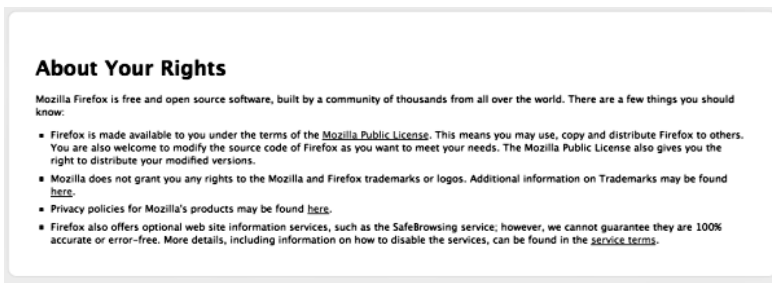 About Your Rights
Mozilla Firefox is free and open source software, built by a community of thousands from all over the world. There are a few things you should
know:
▪ Firefox is made available to you under the terms of the Mozilla Public License. This means you may use, copy and distribute Firefox to others.
You are also welcome to modify the source code of Firefox as you want to meet your needs. The Mozilla Public License also gives you the
right to distribute your modified versions.
▪ Mozilla does not grant you any rights to the Mozilla and Firefox trademarks or logos. Additional information on Trademarks may be found
here.
▪ Privacy policies for Mozilla's products may be found here.
▪ Firefox also offers optional web site information services, such as the SafeBrowsing service; however, we cannot guarantee they are 100%
accurate or error-free. More details, including information on how to disable the services, can be found in the service terms.